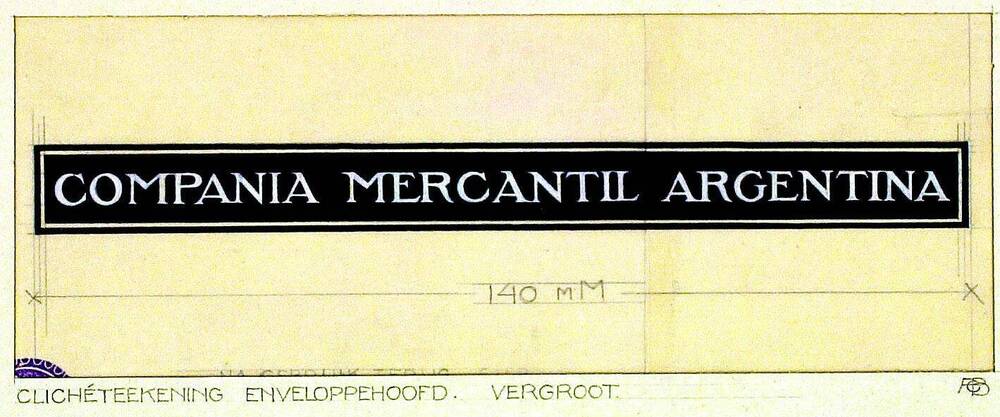 COMPANIA MERCANTIL ARGENTINA
140 mM
CLICHÉTEEKENING ENVELOPPEHOOFD. VERGROOT.